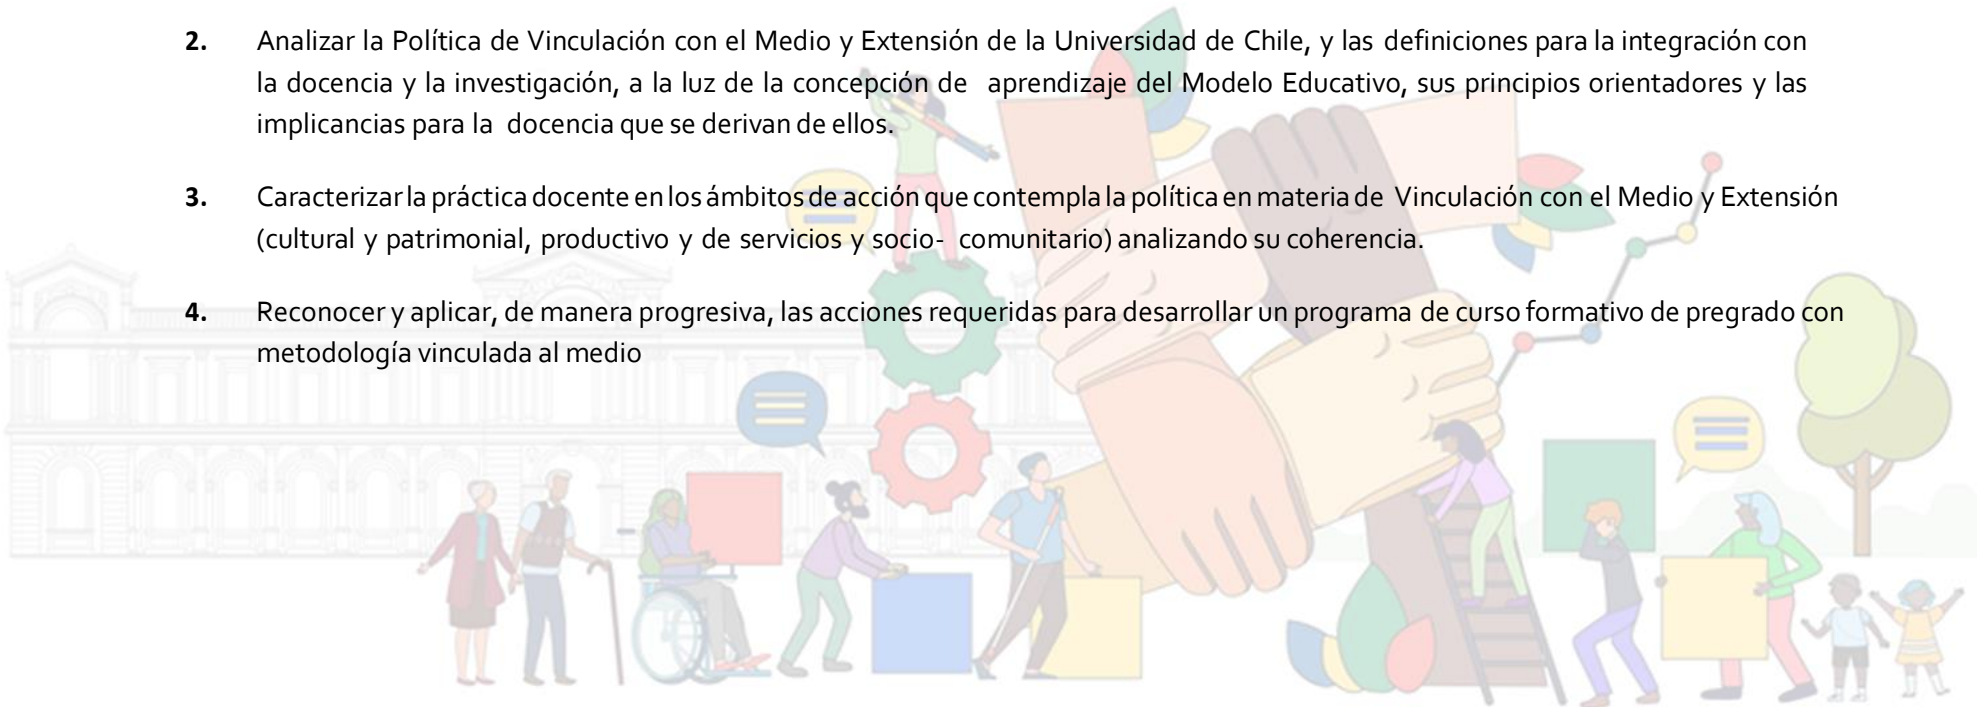 2. Analizar la Política de Vinculación con el Medio y Extensión de la Universidad de Chile, y las definiciones para la integración con
la docencia y la investigación, a la luz de la concepción de aprendizaje del Modelo Educativo, sus principios orientadores y las
implicancias para la docencia que se derivan de ellos.
3. Caracterizar la práctica docente en los ámbitos de acción que contempla la política en materia de Vinculación con el Medio y Extensión
(cultural y patrimonial, productivo y de servicios y socio- comunitario) analizando su coherencia.
4. Reconocer y aplicar, de manera progresiva, las acciones requeridas para desarrollar un programa de curso formativo de pregrado con
metodología vinculada al medio